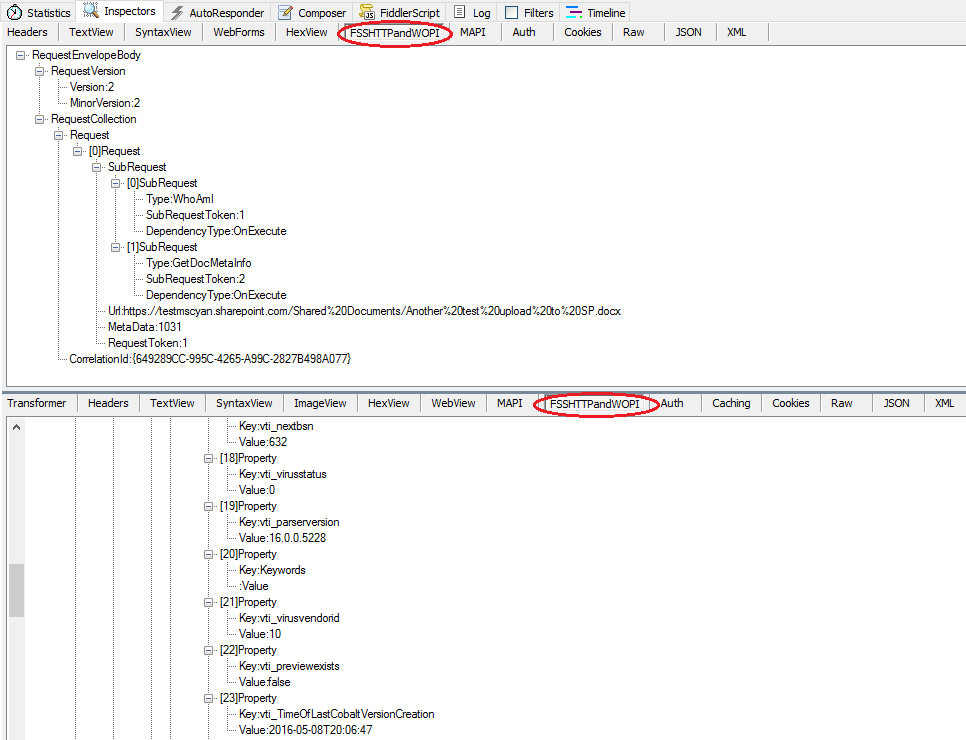 Statistics Inspectors AutoResponder Composer FiddlerScript Log Filters Timeline
Headers TextView SyntaxView WebForms HexView FSSHTTPandWOPI MAPI Auth Cookies Raw JSON XML
RequestEnvelopeBody
RequestVersion
Version:2
MinorVersion:2
RequestCollection
Request
[0]Request
SubRequest
[0]SubRequest
Type:WhoAmI
SubRequestToken:1
DependencyType:OnExecute
[1]SubRequest
Type:GetDocMetaInfo
SubRequestToken:2
DependencyType:OnExecute
Url:https://testmscyan.sharepoint.com/Shared%20Documents/Another%20test%20upload%20to%20SP.docx
MetaData:1031
RequestToken:1
CorrelationId:{649289CC-995C-4265-A99C-2827B498A077}
Transformer Headers TextView SyntaxView ImageView HexView WebView MAPI FSSHTTPandWOPI Auth Caching Cookies Raw JSON XML
Key:vti_nextbsn
Value:632
[18]Property
Key:vti_virusstatus
Value:0
[19]Property
Key:vti_parserversion
Value:16.0.0.5228
[20]Property
Key:Keywords
:Value
[21]Property
Key:vti_virusvendorid
Value:10
[22]Property
Key:vti_previewexists
Value:false
[23]Property
Key:vti_TimeOfLastCobaltVersionCreation
Value:2016-05-08T20:06:47